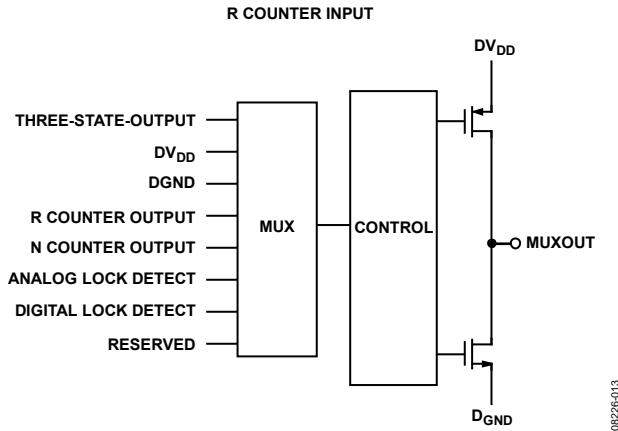 R COUNTER INPUT
DVDD
THREE-STATE-OUTPUT
DVDD
DGND
R COUNTER OUTPUT
N COUNTER OUTPUT
ANALOG LOCK DETECT
DIGITAL LOCK DETECT
RESERVED
MUX
CONTROL
MUXOUT
DGND
08226-013